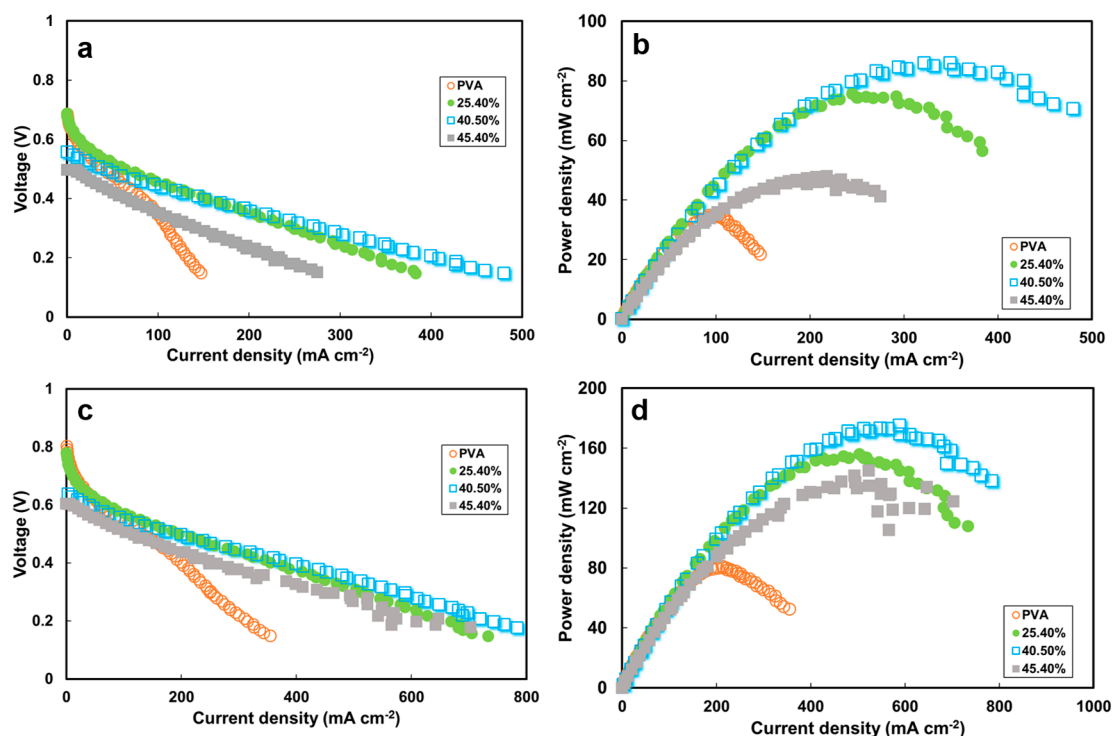 a
1
0.8
0.6
0.4
0.2
0
Voltage (V)
0 100 200 300 400 500
Current density (mA cm-2)
PVA
25.40%
40.50%
45.40%
b
100
80
60
40
20
0
Power density (mW cm-2)
0 100 200 300 400 500
Current density (mA cm-2)
PVA
25.40%
40.50%
45.40%
c
1
0.8
0.6
0.4
0.2
0
Voltage (V)
0 200 400 600 800
Current density (mA cm-2)
PVA
25.40%
40.50%
45.40%
d
200
160
120
80
40
0
Power density (mW cm-2)
0 200 400 600 800 1000
Current density (mA cm-2)
PVA
25.40%
40.50%
45.40%